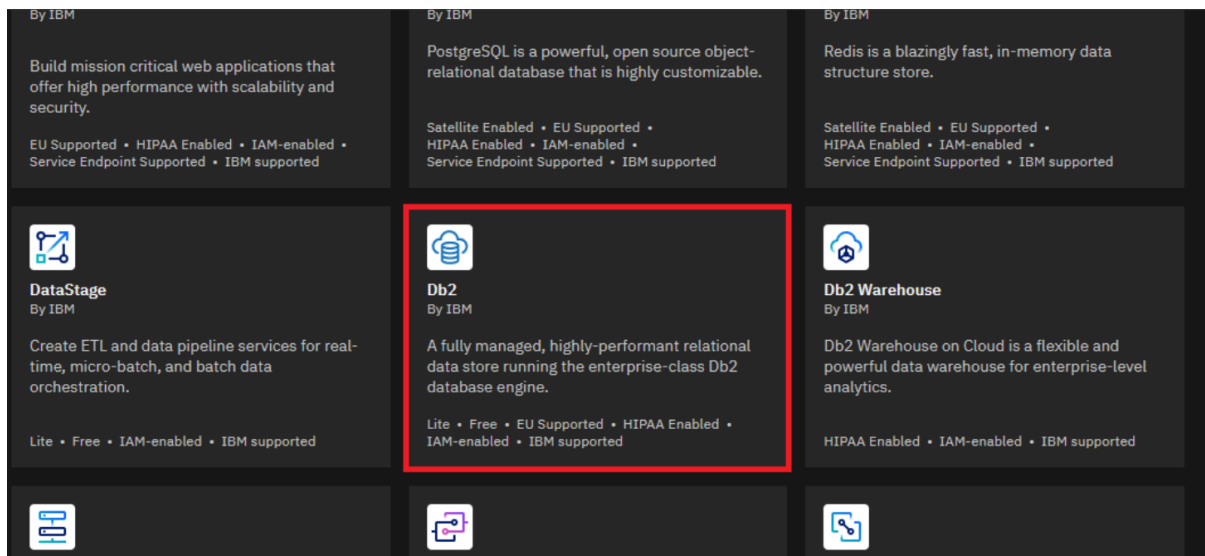 By IBM
Build mission critical web applications that
offer high performance with scalability and
security.
EU Supported • HIPAA Enabled • IAM-enabled •
Service Endpoint Supported • IBM supported
By IBM
PostgreSQL is a powerful, open source object-
relational database that is highly customizable.
Satellite Enabled • EU Supported •
HIPAA Enabled • IAM-enabled •
Service Endpoint Supported • IBM supported
By IBM
Redis is a blazingly fast, in-memory data
structure store.
Satellite Enabled • EU Supported •
HIPAA Enabled • IAM-enabled •
Service Endpoint Supported • IBM supported
DataStage
By IBM
Create ETL and data pipeline services for real-
time, micro-batch, and batch data
orchestration.
Lite • Free • IAM-enabled • IBM supported
Db2
By IBM
A fully managed, highly-performant relational
data store running the enterprise-class Db2
database engine.
Lite • Free • EU Supported • HIPAA Enabled •
IAM-enabled • IBM supported
Db2 Warehouse
By IBM
Db2 Warehouse on Cloud is a flexible and
powerful data warehouse for enterprise-level
analytics.
HIPAA Enabled • IAM-enabled • IBM supported